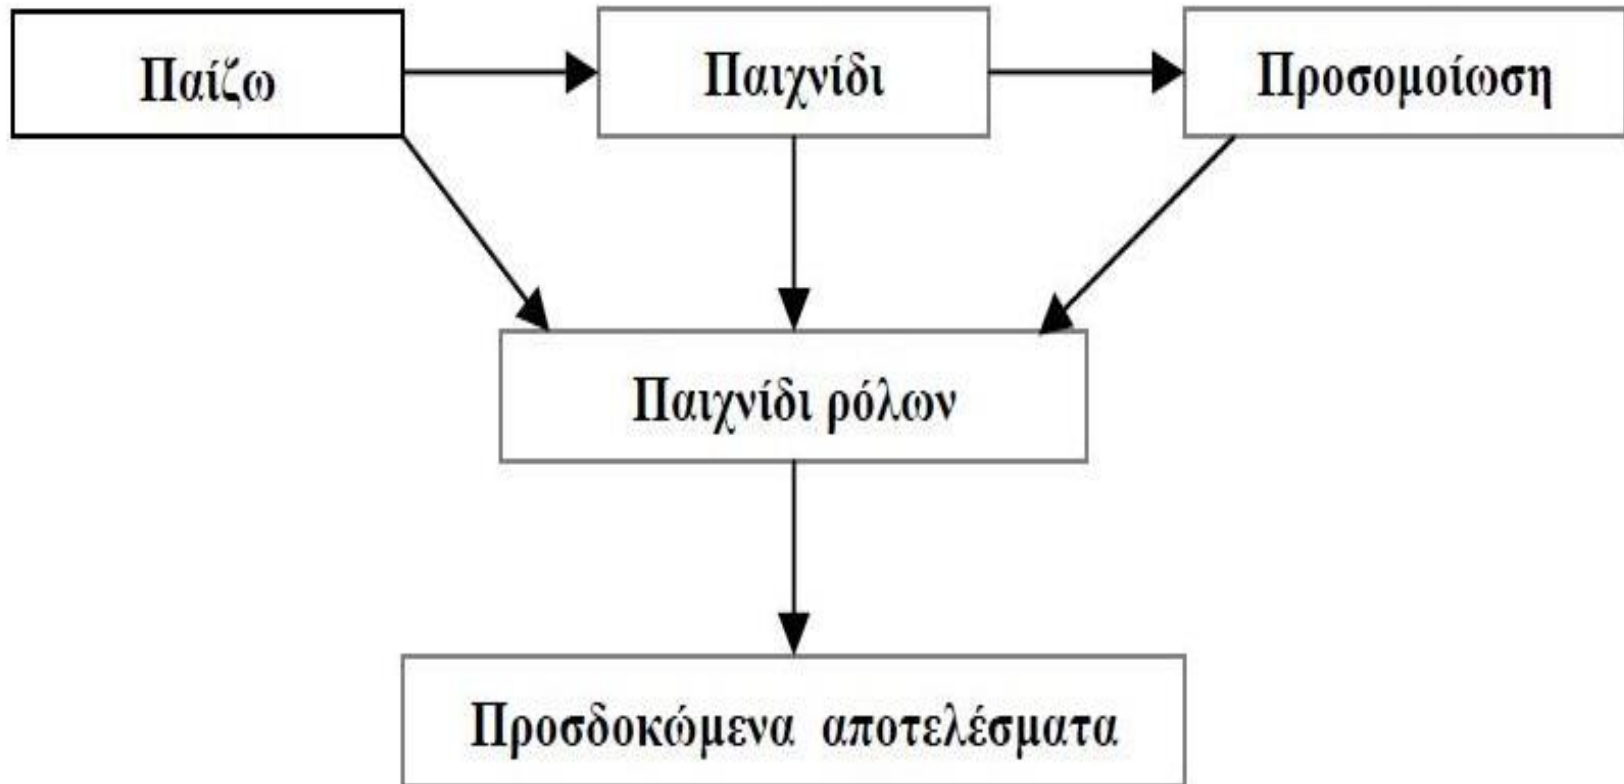 Παίζω
Παιχνίδι
Προσομοίωση
Παιχνίδι ρόλων
Προσδοκώμενα αποτελέσματα